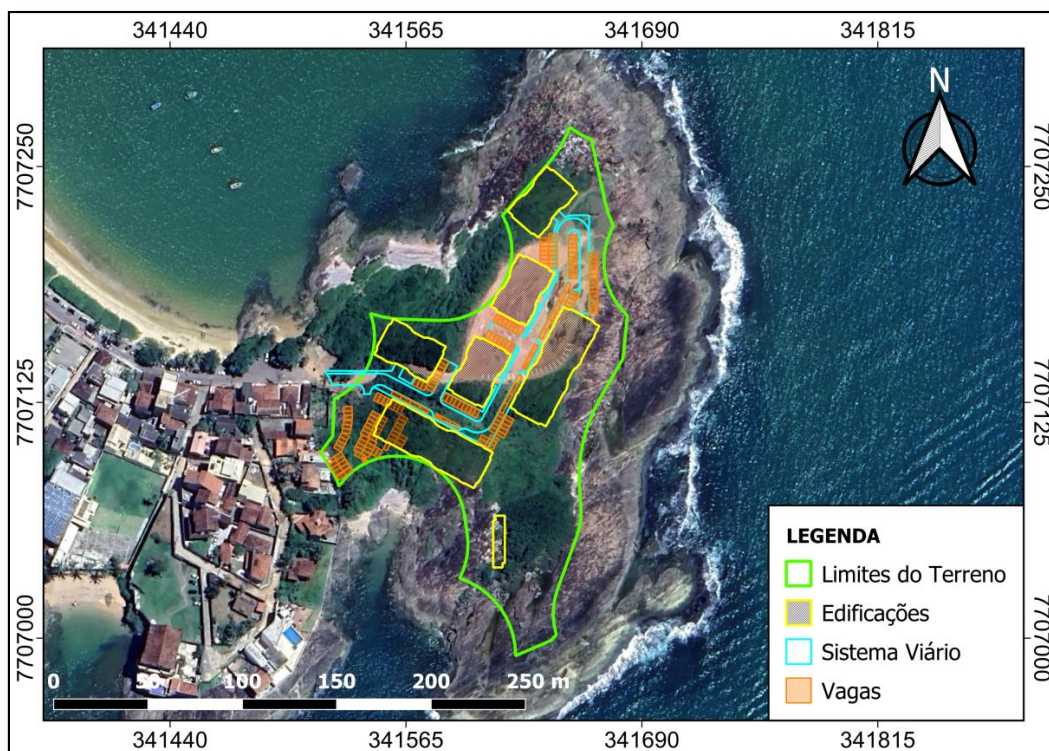 341440 341565 341690 341815
N
7707250 7707250
7707125 7707125
LEGENDA
Limites do Terreno
Edificações
Sistema Viário
Vagas
7707000 7707000
0 50 100 150 200 250 m
341440 341565 341690 341815